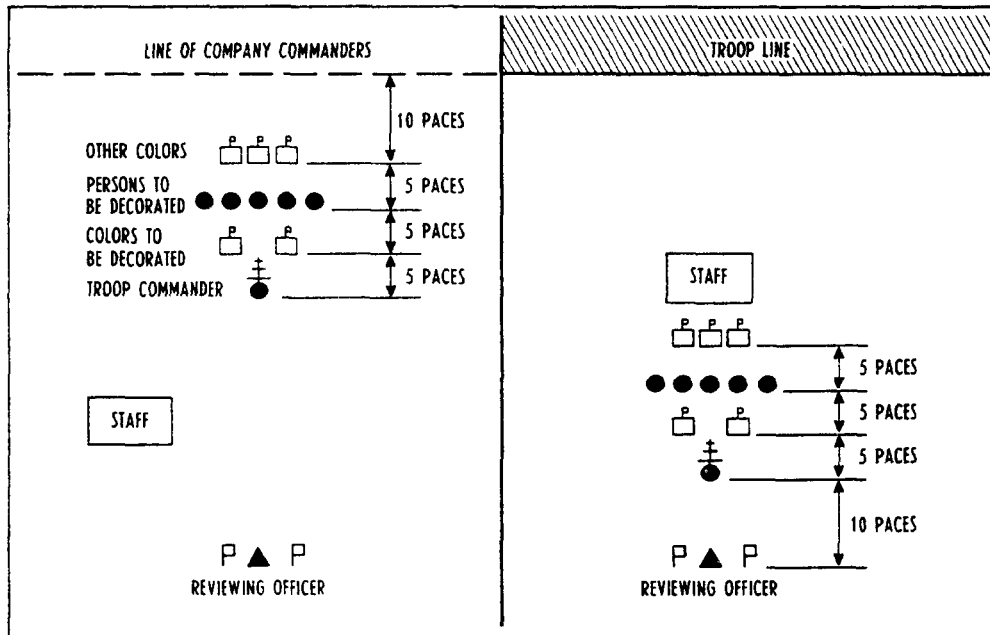 LINE OF COMPANY COMMANDERS
10 PACES
OTHER COLORS
PERSONS TO
BE DECORATED
5 PACES
COLORS TO
BE DECORATED
5 PACES
TROOP COMMANDER
5 PACES
STAFF
REVIEWING OFFICER
TROOP LINE
STAFF
5 PACES
5 PACES
5 PACES
10 PACES
REVIEWING OFFICER